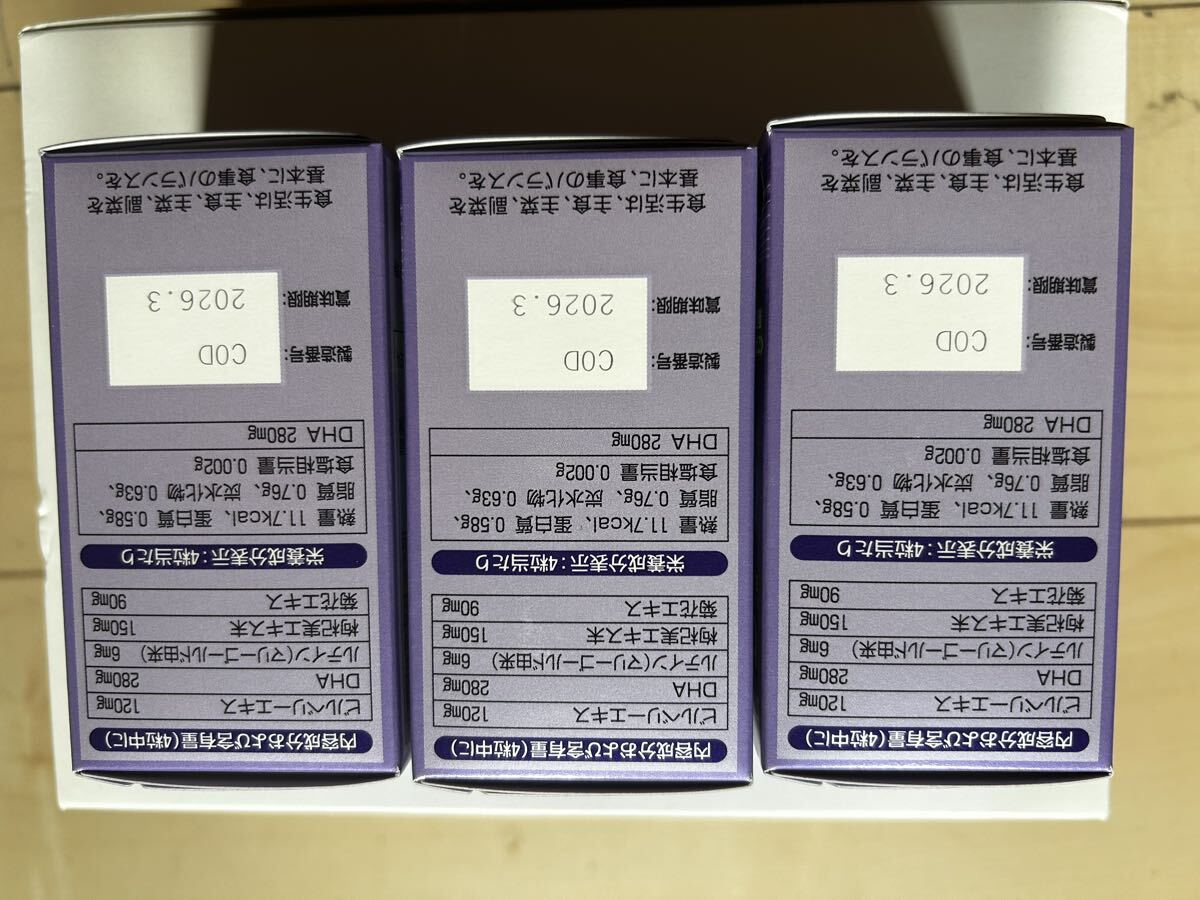 内容成分および含有量(4粒中に)
ビルベリーエキス 120mg
DHA 280mg
ルテイン(マリーゴールド由来) 6mg
枸杞実エキス末 150mg
菊花エキス 90mg
栄養成分表示:4粒当たり
熱量 11.7kcal、蛋白質 0.58g、
脂質 0.76g、炭水化物 0.63g、
食塩相当量 0.002g
DHA 280mg
製造番号: COD
賞味期限: 2026.3
食生活は、主食、主菜、副菜を
基本に、食事のバランスを。
内容成分および含有量(4粒中に)
ビルベリーエキス 120mg
DHA 280mg
ルテイン(マリーゴールド由来) 6mg
枸杞実エキス末 150mg
菊花エキス 90mg
栄養成分表示:4粒当たり
熱量 11.7kcal、蛋白質 0.58g、
脂質 0.76g、炭水化物 0.63g、
食塩相当量 0.002g
DHA 280mg
製造番号: COD
賞味期限: 2026.3
食生活は、主食、主菜、副菜を
基本に、食事のバランスを。
内容成分および含有量(4粒中に)
ビルベリーエキス 120mg
DHA 280mg
ルテイン(マリーゴールド由来) 6mg
枸杞実エキス末 150mg
菊花エキス 90mg
栄養成分表示:4粒当たり
熱量 11.7kcal、蛋白質 0.58g、
脂質 0.76g、炭水化物 0.63g、
食塩相当量 0.002g
DHA 280mg
製造番号: COD
賞味期限: 2026.3
食生活は、主食、主菜、副菜を
基本に、食事のバランスを。